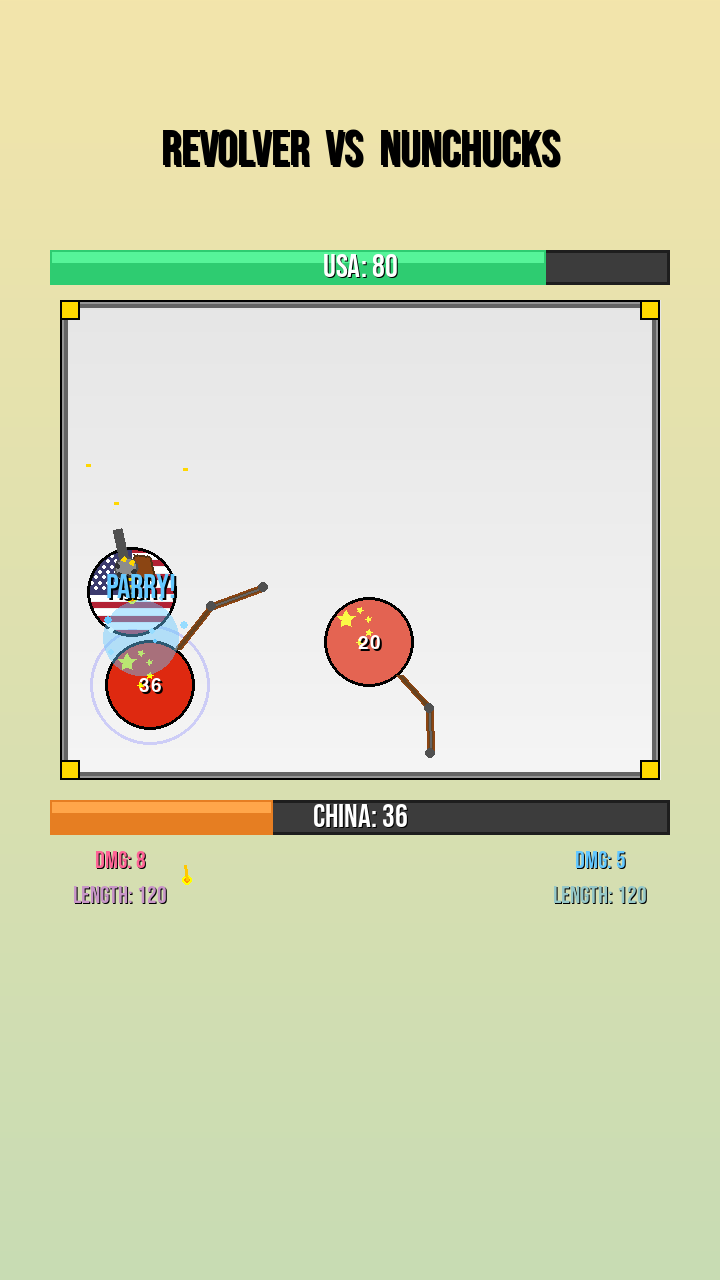 REVOLVER VS NUNCHUCKS
USA: 80
PARRY!
36
20
CHINA: 36
DMG: 8
DMG: 5
LENGTH: 120
LENGTH: 120